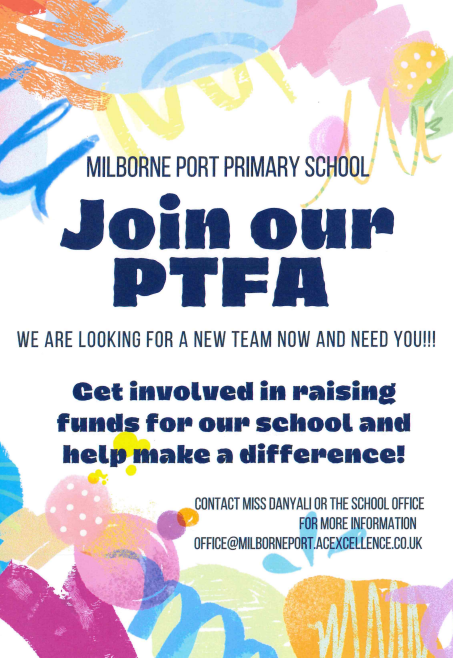 MILBORNE PORT PRIMARY SCHOOL
Join our
PTFA
WE ARE LOOKING FOR A NEW TEAM NOW AND NEED YOU!!!
Get involved in raising
funds for our school and
help make a difference!
CONTACT MISS DANYALI OR THE SCHOOL OFFICE
FOR MORE INFORMATION
OFFICE@MILBORNEPORT.ACEXCELLENCE.CO.UK